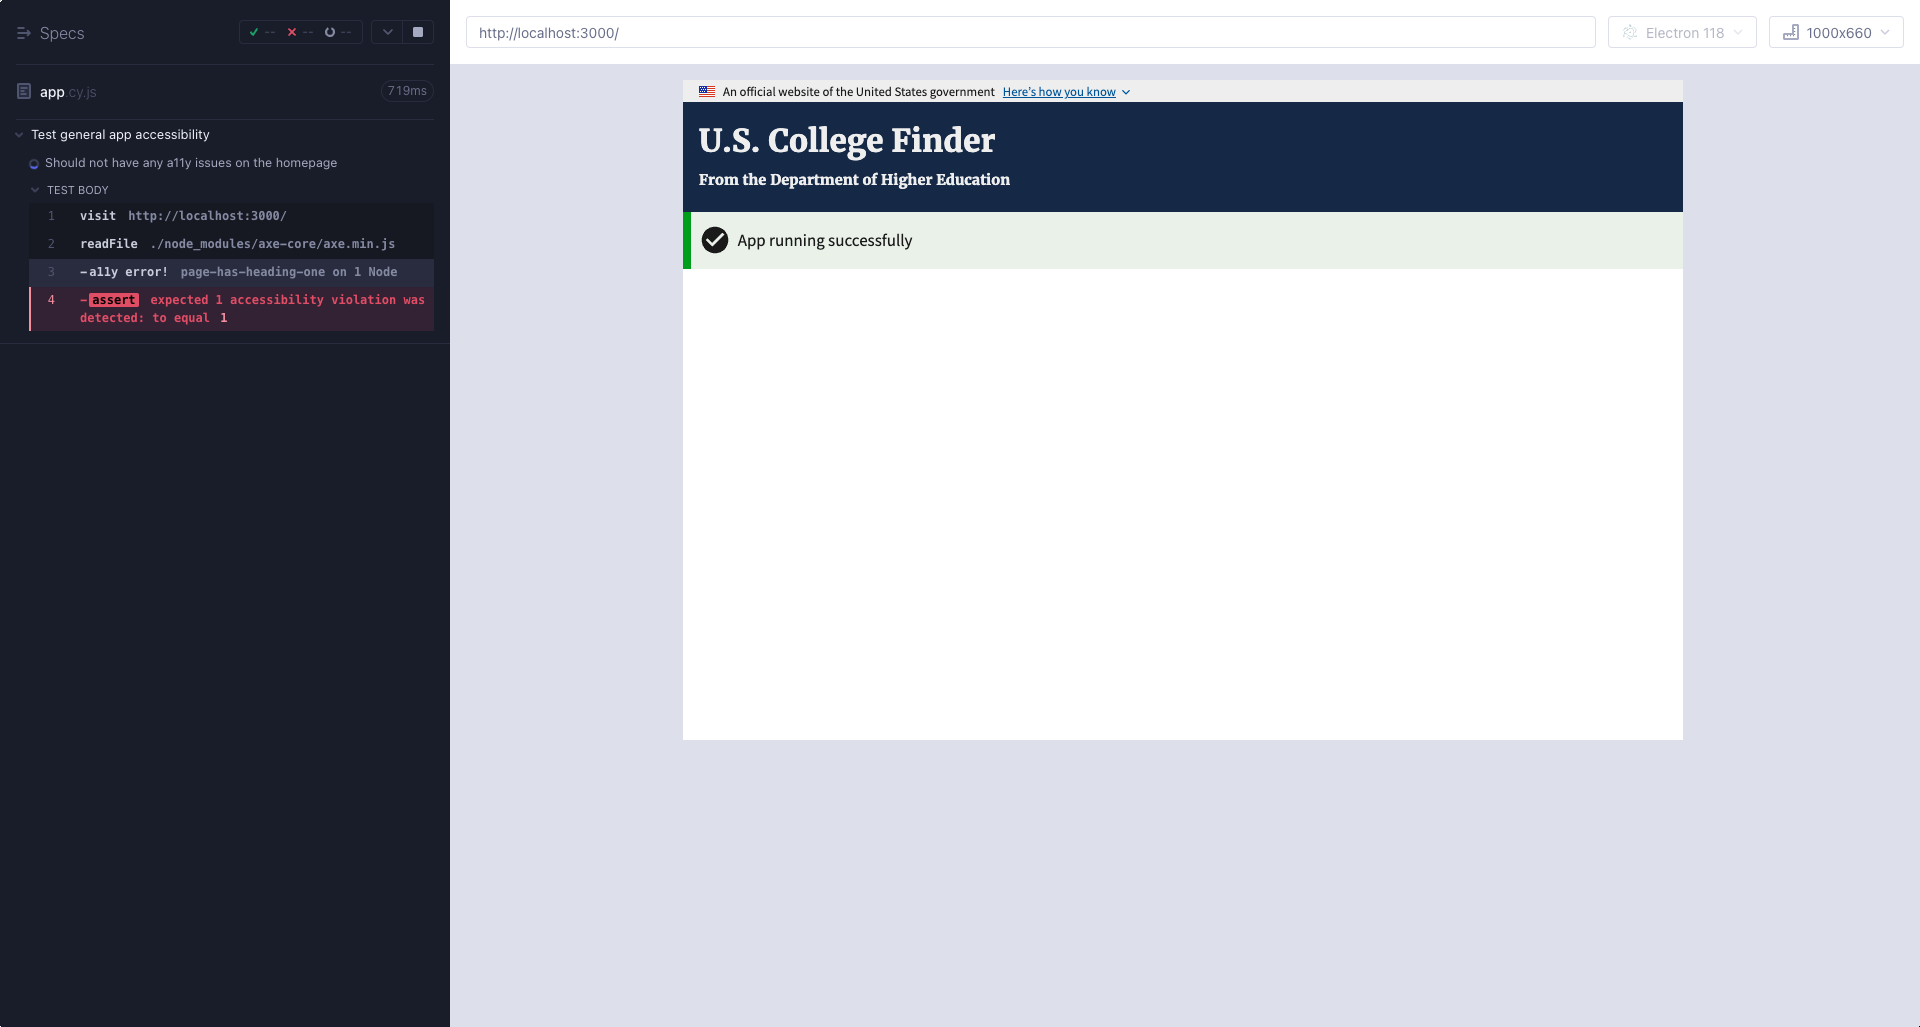 Specs
-- -- --
app.cy.js
719ms
Test general app accessibility
Should not have any a11y issues on the homepage
TEST BODY
1 visit http://localhost:3000/
2 readFile ./node_modules/axe-core/axe.min.js
3 -a11y error! page-has-heading-one on 1 Node
4 -assert expected 1 accessibility violation was
detected: to equal 1
http://localhost:3000/
Electron 118
1000x660
An official website of the United States government Here's how you know
U.S. College Finder
From the Department of Higher Education
App running successfully